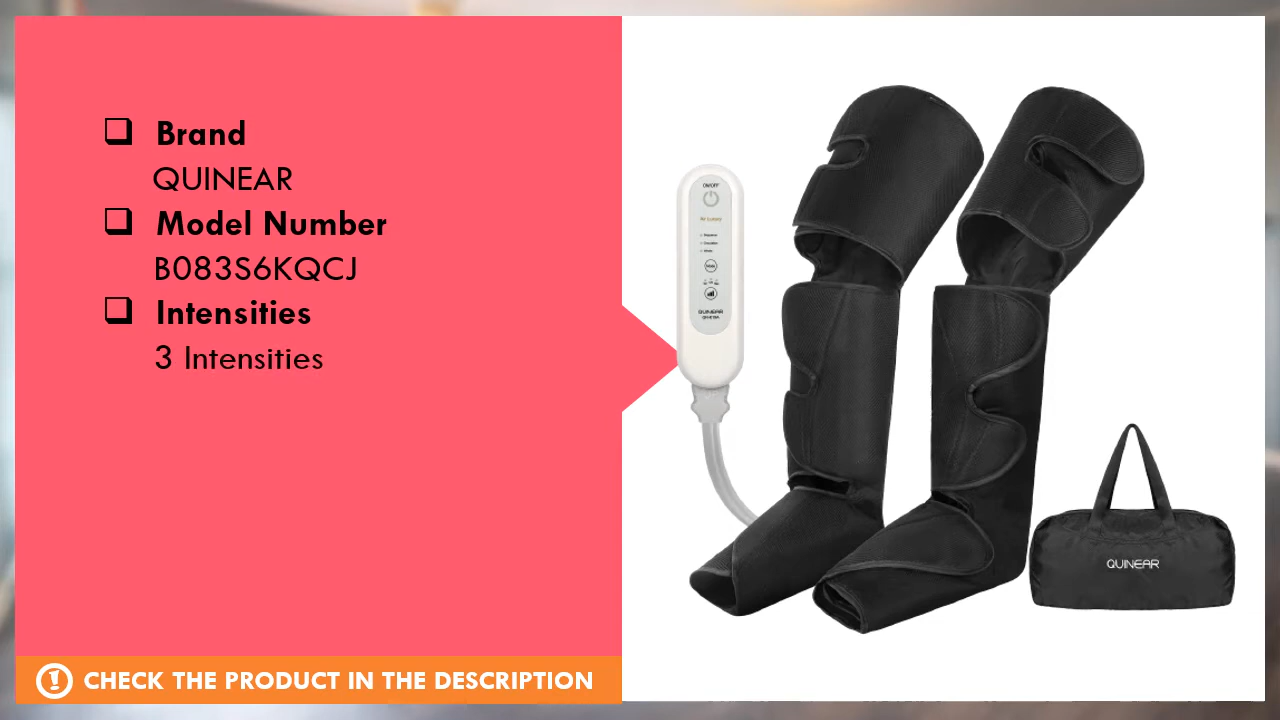 Brand
QUINEAR
Model Number
B083S6KQCJ
Intensities
3 Intensities
CHECK THE PRODUCT IN THE DESCRIPTION
ON/OFF
QUINEAR
QUINEAR